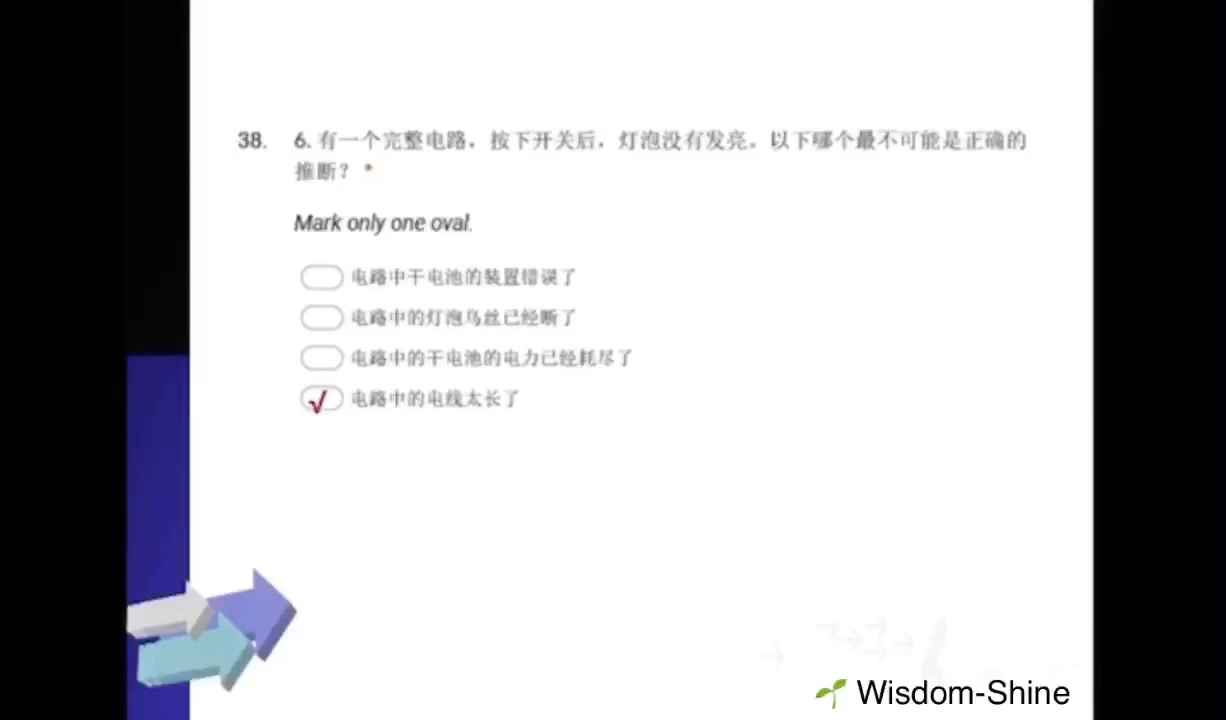 38. 6. 有一个完整电路，按下开关后，灯泡没有发亮。以下哪个最不可能是正确的
推断？ *
Mark only one oval.
电路中干电池的装置错误了
电路中的灯泡乌丝已经断了
电路中的干电池的电力已经耗尽了
√ 电路中的电线太长了
Wisdom-Shine